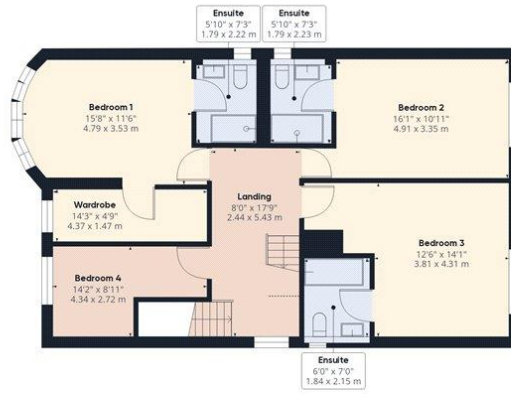 Ensuite
5'10" x 7'3"
1.79 x 2.22 m
Ensuite
5'10" x 7'3"
1.79 x 2.23 m
Bedroom 1
15'8" x 11'6"
4.79 x 3.53 m
Bedroom 2
16'1" x 10'11"
4.91 x 3.35 m
Wardrobe
14'3" x 4'9"
4.37 x 1.47 m
Landing
8'0" x 17'9"
2.44 x 5.43 m
Bedroom 3
12'6" x 14'1"
3.81 x 4.31 m
Bedroom 4
14'2" x 8'11"
4.34 x 2.72 m
Ensuite
6'0" x 7'0"
1.84 x 2.15 m